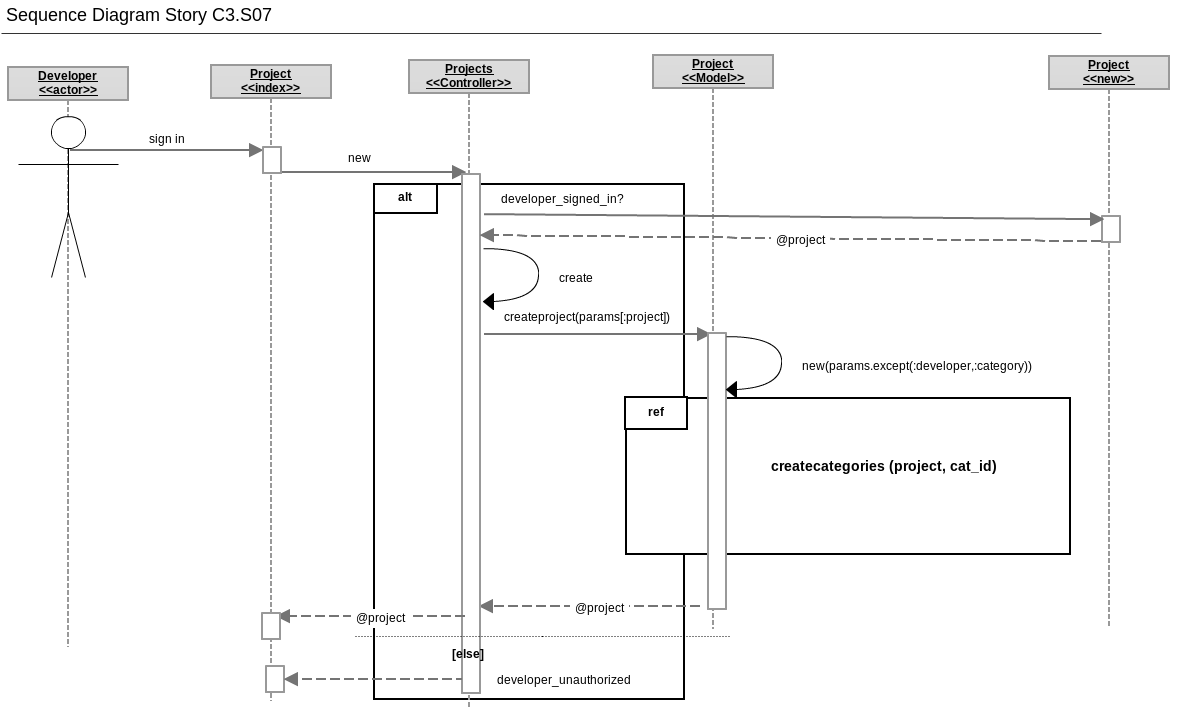 Sequence Diagram Story C3.S07
Developer
<<actor>>
Project
<<index>>
Projects
<<Controller>>
Project
<<Model>>
Project
<<new>>
sign in
new
alt
developer_signed_in?
@project
create
createproject(params[:project])
new(params.except(:developer,:category))
ref
createcategories (project, cat_id)
@project
@project
[else]
developer_unauthorized